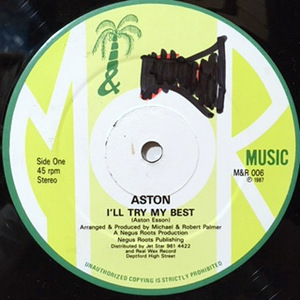 M & R
MUSIC
Side One
45 rpm
Stereo
M&R 006
℗ 1987
ASTON
I'LL TRY MY BEST
(Aston Esson)
Arranged & Produced by Michael & Robert Palmer
A Negus Roots Production
Negus Roots Publishing
Distributed by Jet Star 961 4422
and Real Wax Record
Deptford High Street
UNAUTHORIZED COPYING IS STRICTLY PROHIBITED